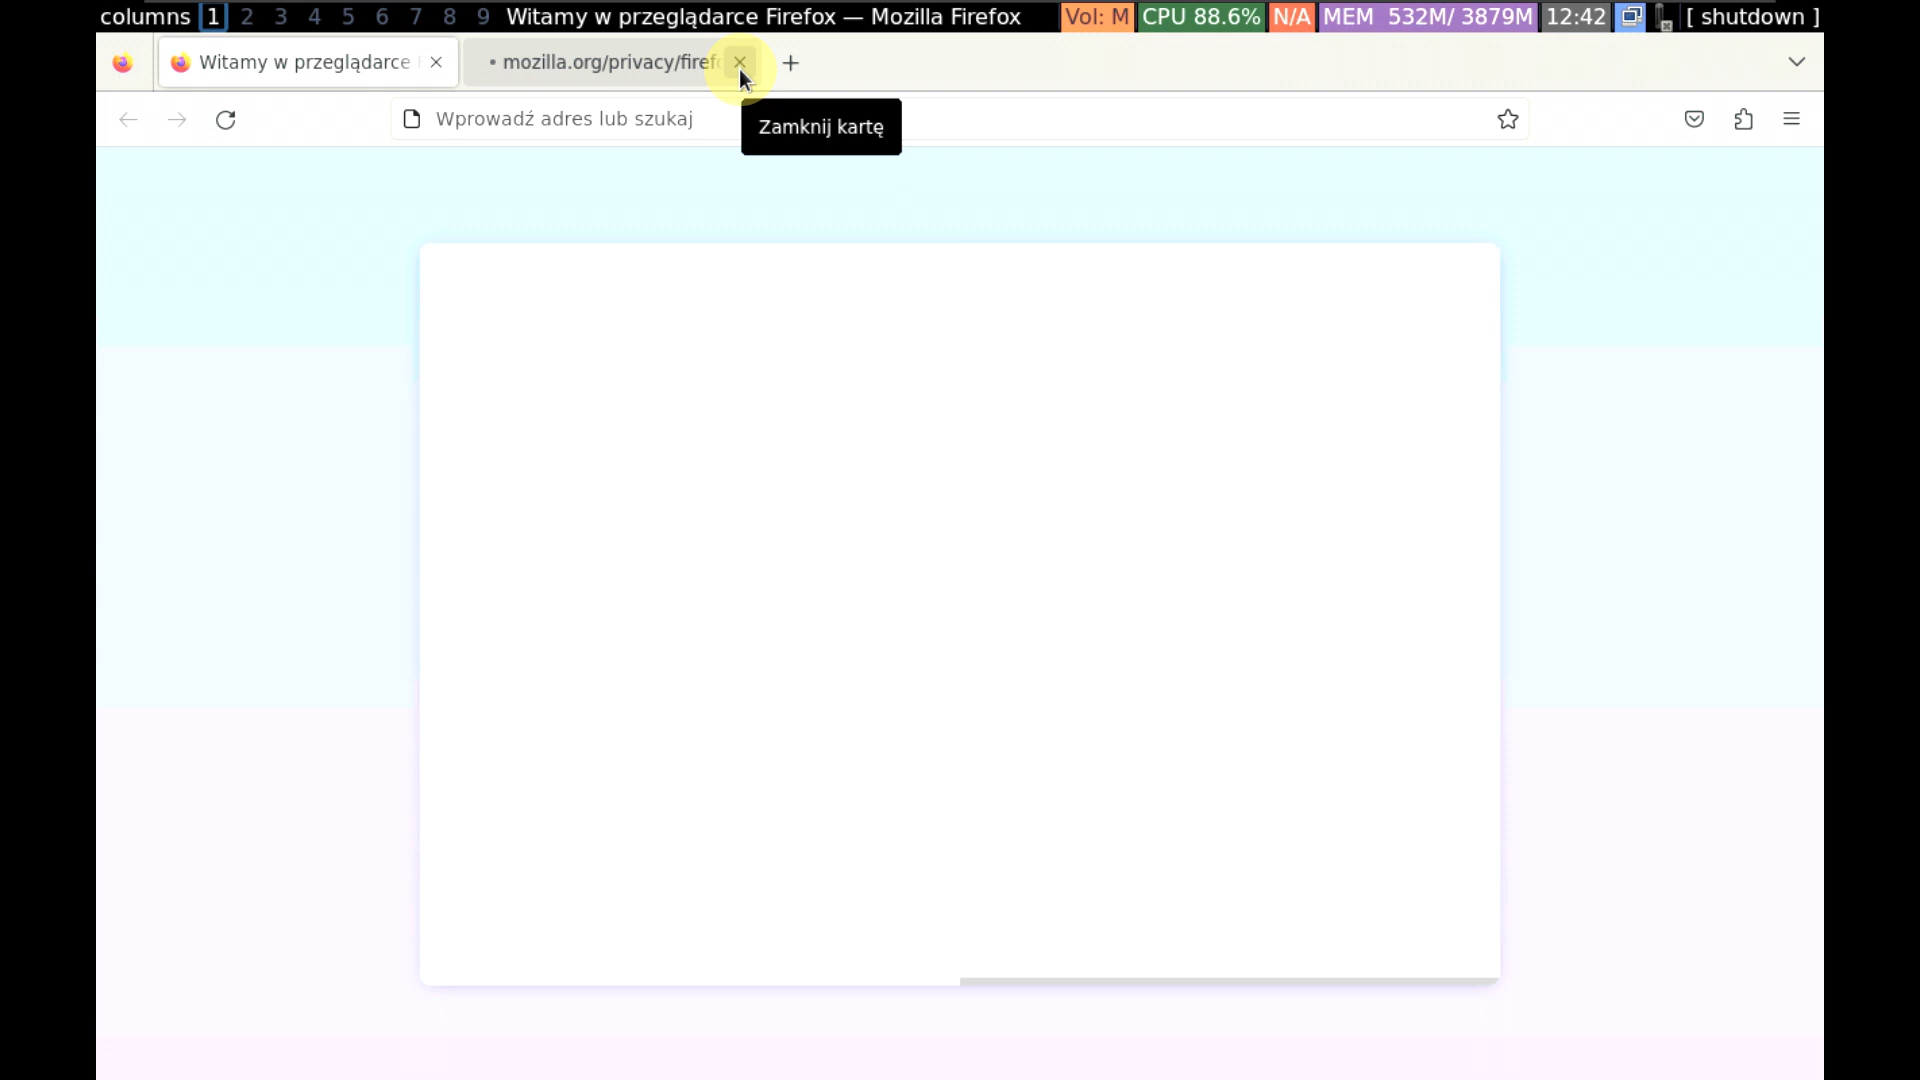 columns 1 2 3 4 5 6 7 8 9 Witamy w przeglądarce Firefox — Mozilla Firefox Vol: M CPU 88.6% N/A MEM 532M/ 3879M 12:42 [ shutdown ]
Witamy w przeglądarce
mozilla.org/privacy/firef
Wprowadź adres lub szukaj
Zamknij kartę